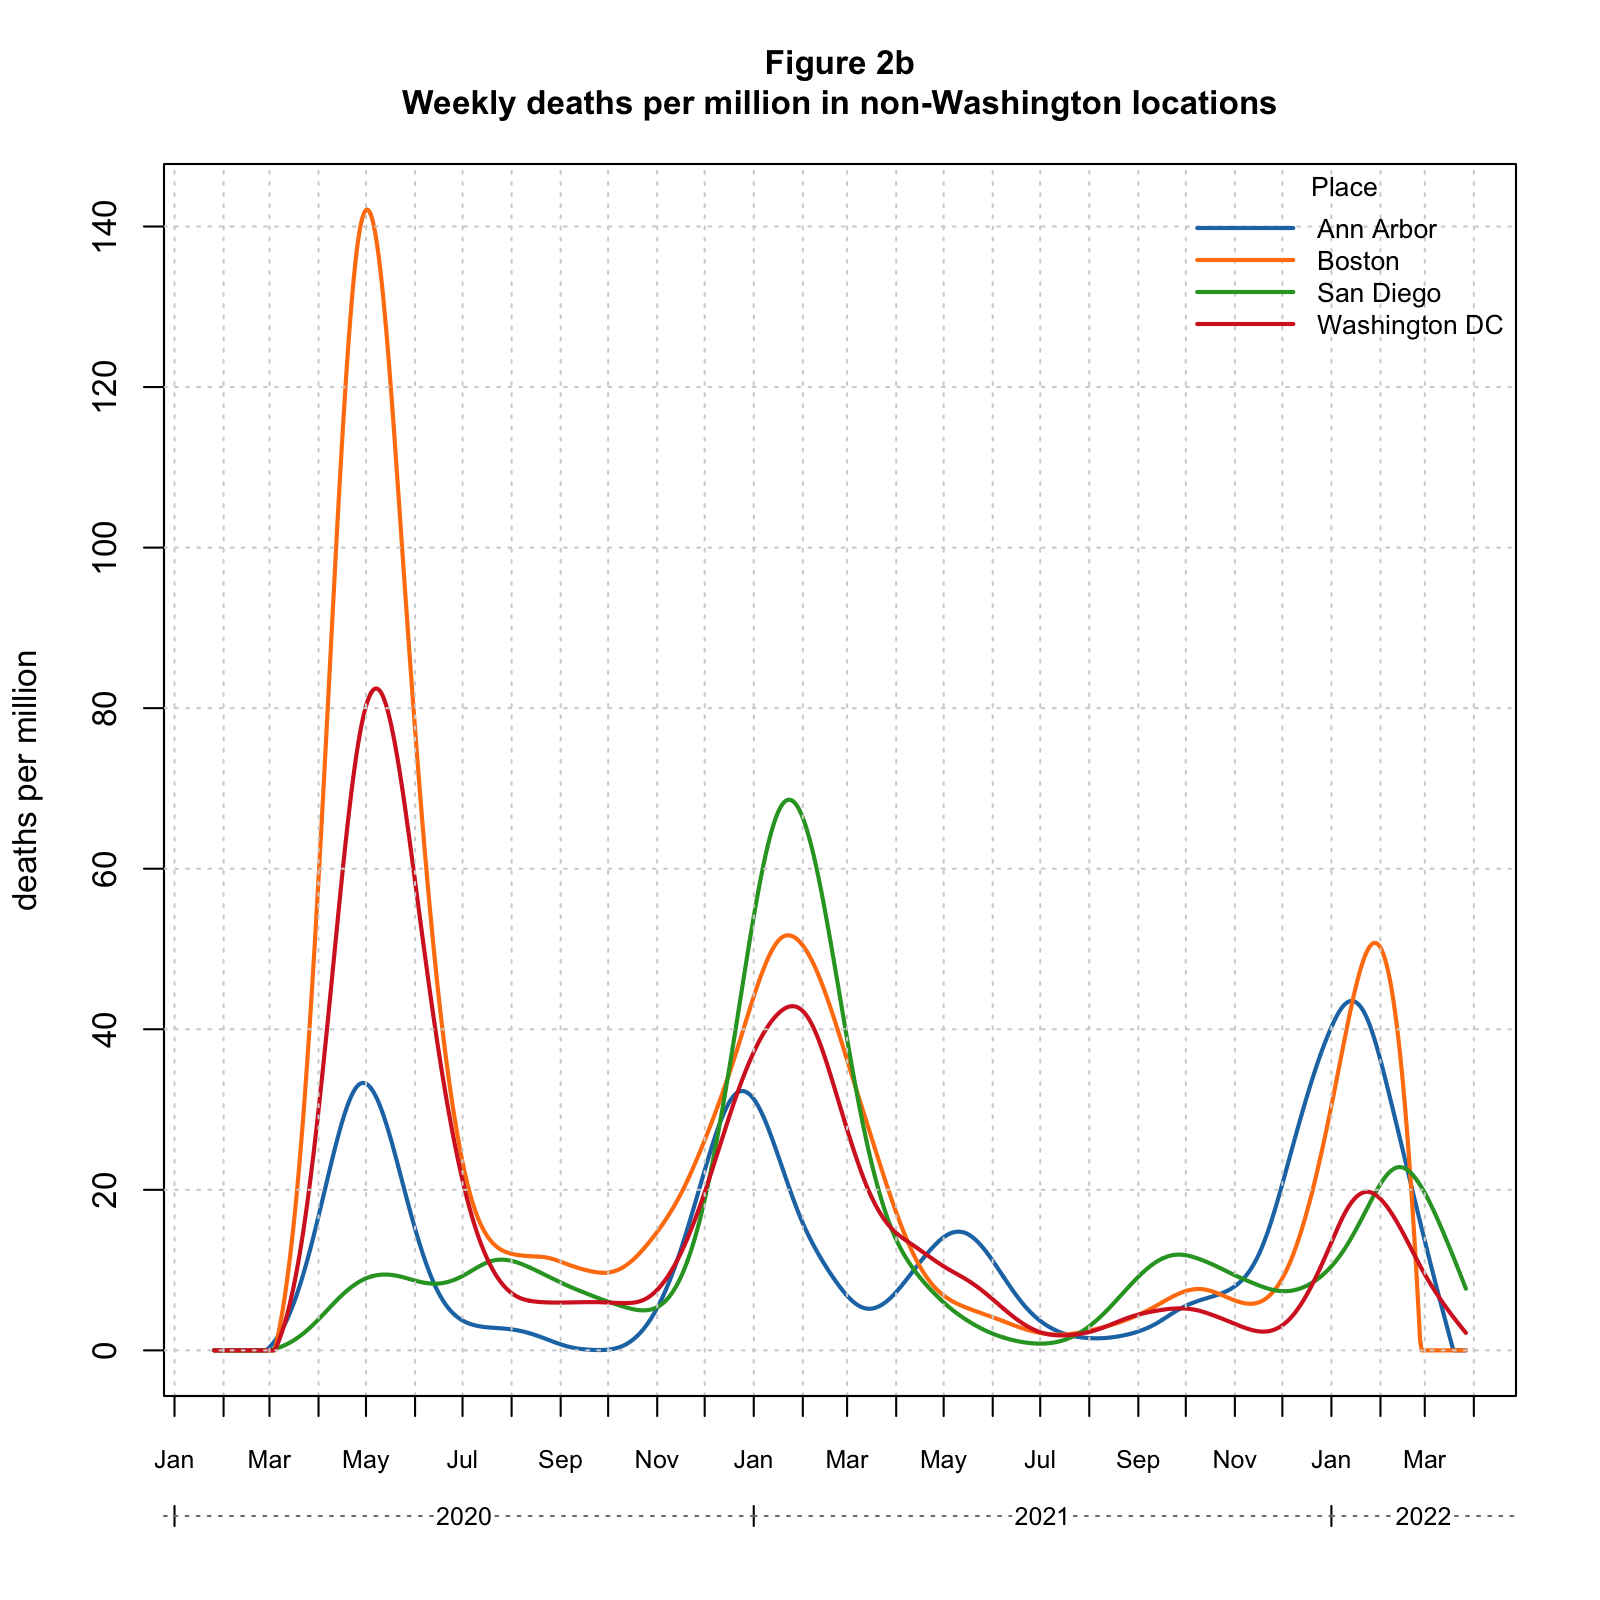 Figure 2b
Weekly deaths per million in non-Washington locations
Place
Ann Arbor
Boston
San Diego
Washington DC
deaths per million
140
120
100
80
60
40
20
0
Jan Mar May Jul Sep Nov Jan Mar May Jul Sep Nov Jan Mar
2020 2021 2022